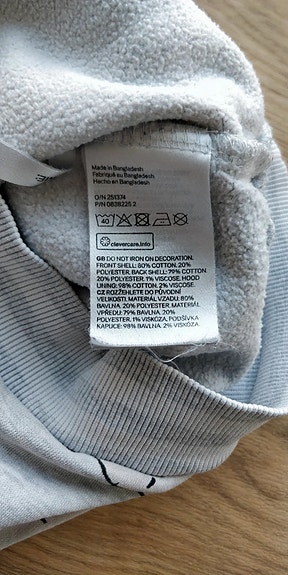 Made in Bangladesh
Fabriqué au Bangladesh
Hecho en Bangladesh
O/N 251374
P/N 0838225 2
40
clevercare.info
GB DO NOT IRON ON DECORATION.
FRONT SHELL: 80% COTTON, 20%
POLYESTER. BACK SHELL: 79% COTTON
20% POLYESTER, 1% VISCOSE. HOOD
LINING: 98% COTTON, 2% VISCOSE.
CZ ROZŽEHLETE DO PŮVODNÍ
VELIKOSTI. MATERIÁL VZADU: 80%
BAVLNA, 20% POLYESTER. MATERIÁL
VPŘEDU: 79% BAVLNA, 20%
POLYESTER, 1% VISKÓZA. PODŠÍVKA
KAPUCE: 98% BAVLNA, 2% VISKÓZA.